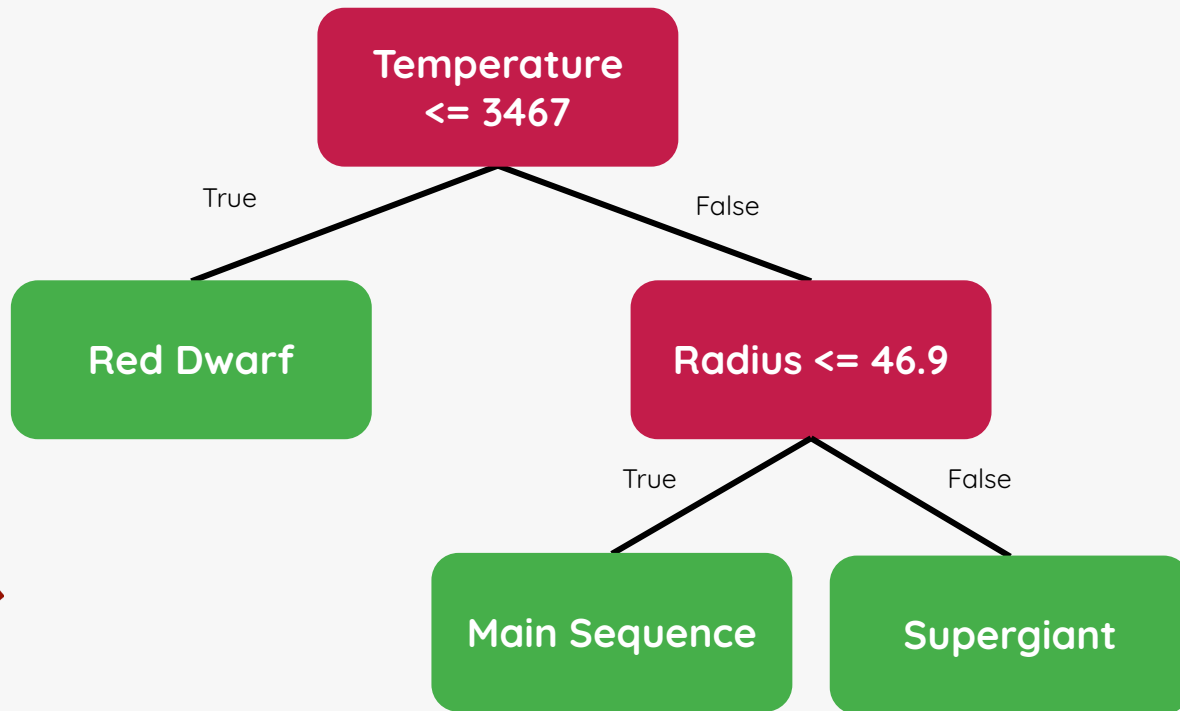 Temperature
<= 3467
True
False
Red Dwarf
Radius <= 46.9
True
False
Main Sequence
Supergiant